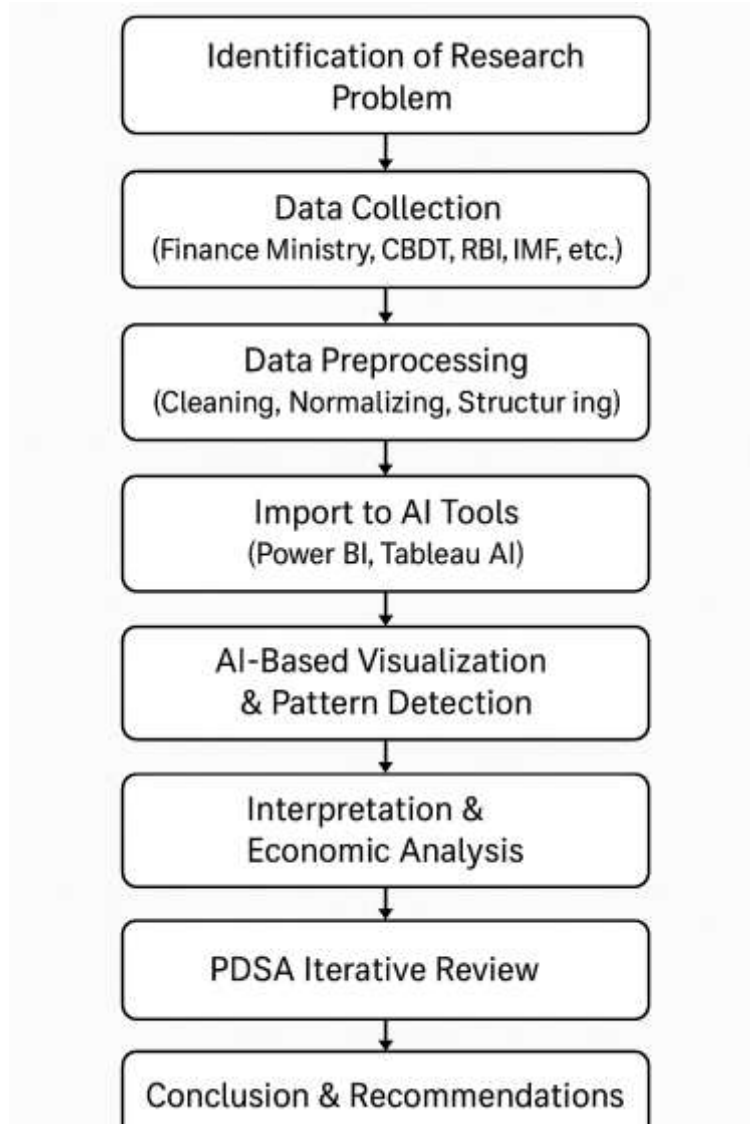 Identification of Research
Problem
Data Collection
(Finance Ministry, CBDT, RBI, IMF, etc.)
Data Preprocessing
(Cleaning, Normalizing, Structur ing)
Import to AI Tools
(Power BI, Tableau AI)
AI-Based Visualization
& Pattern Detection
Interpretation &
Economic Analysis
PDSA Iterative Review
Conclusion & Recommendations